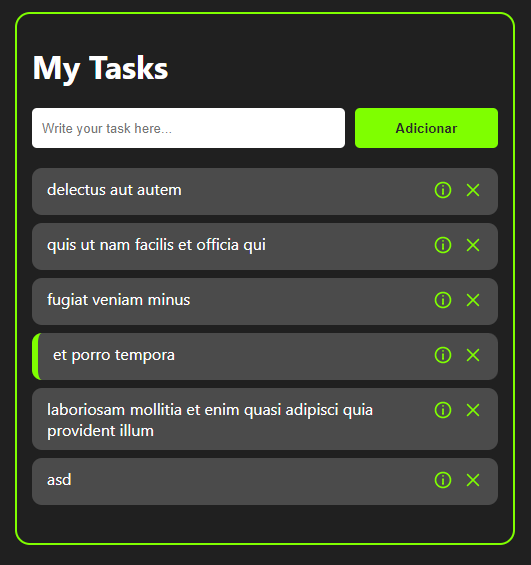 My Tasks
Write your task here...
Adicionar
delectus aut autem
quis ut nam facilis et officia qui
fugiat veniam minus
et porro tempora
laboriosam mollitia et enim quasi adipisci quia
provident illum
asd